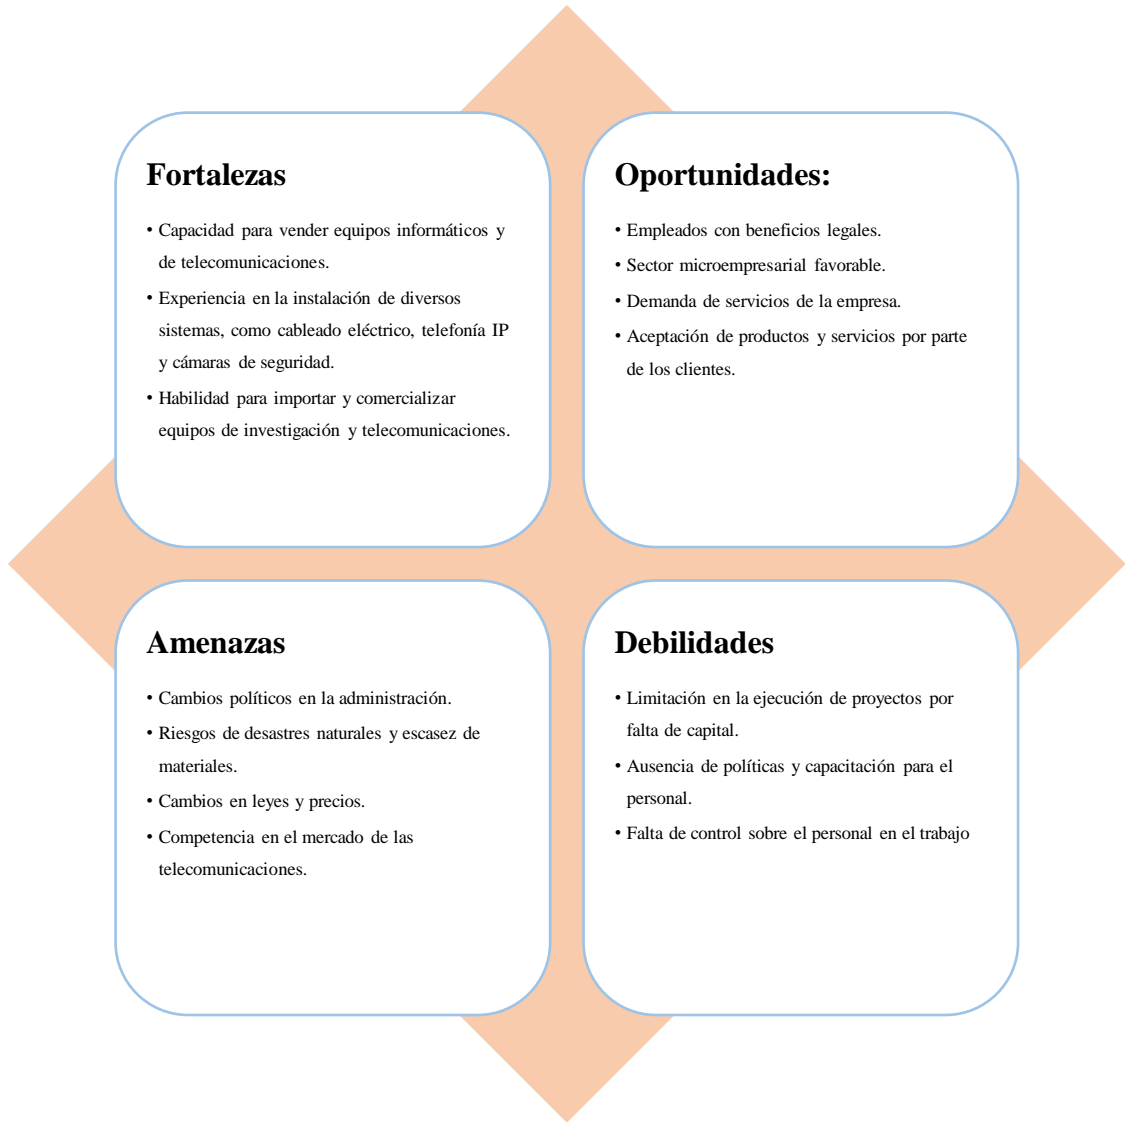 Fortalezas
• Capacidad para vender equipos informáticos y
de telecomunicaciones.
• Experiencia en la instalación de diversos
sistemas, como cableado eléctrico, telefonía IP
y cámaras de seguridad.
• Habilidad para importar y comercializar
equipos de investigación y telecomunicaciones.
Oportunidades:
• Empleados con beneficios legales.
• Sector microempresarial favorable.
• Demanda de servicios de la empresa.
• Aceptación de productos y servicios por parte
de los clientes.
Amenazas
• Cambios políticos en la administración.
• Riesgos de desastres naturales y escasez de
materiales.
• Cambios en leyes y precios.
• Competencia en el mercado de las
telecomunicaciones.
Debilidades
• Limitación en la ejecución de proyectos por
falta de capital.
• Ausencia de políticas y capacitación para el
personal.
• Falta de control sobre el personal en el trabajo